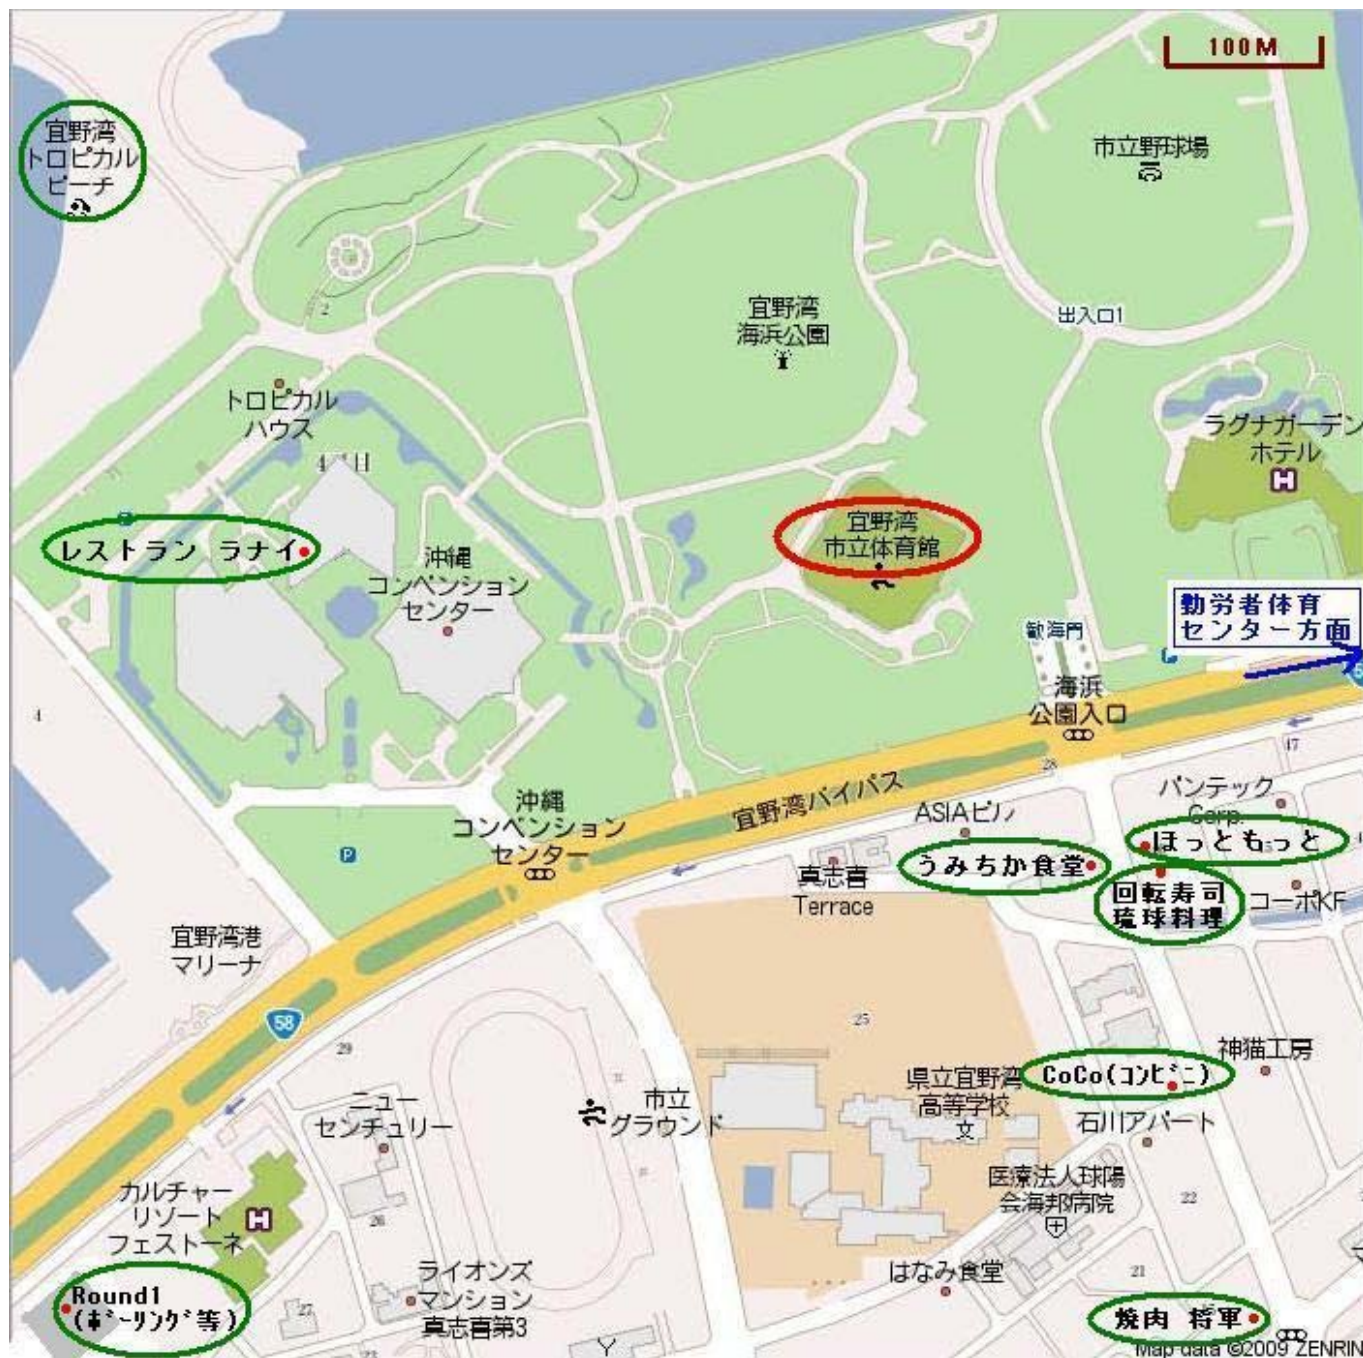 100M
宜野湾
トロピカル
ビーチ
市立野球場
宜野湾
海浜公園
出入口1
2
トロピカル
ハウス
ラグナガーデン
ホテル
H
レストラン ラナイ
沖縄
コンベンション
センター
宜野湾
市立体育館
勤労者体育
センター方面
歓海門
海浜
公園入口
4
47
28
宜野湾バイパス
沖縄
コンベンション
センター
P
ASIAビル
パンテック
Corp.
ほっともっと
うみちか食堂
真志喜
Terrace
回転寿司
琉球料理
コーポKF
宜野湾港
マリーナ
58
25
29
神猫工房
CoCo(コンビニ)
県立宜野湾
高等学校
文
ニュー
センチュリー
市立
グラウンド
石川アパート
医療法人球陽
会海邦病院
22
カルチャー
リゾート
フェストーネ
H
26
はなみ食堂
21
ライオンズ
マンション
真志喜第3
27
Round1
(ボーリング等)
焼肉 将軍
23
Map data ©2009 ZENRIN